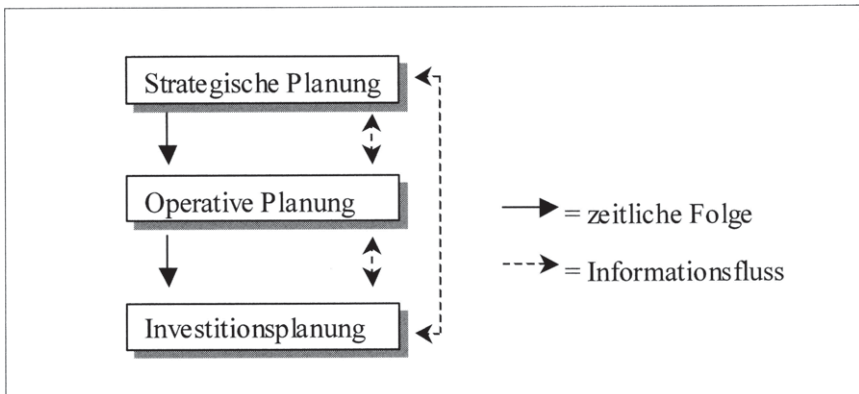 Strategische Planung
Operative Planung
Investitionsplanung
= zeitliche Folge
= Informationsfluss